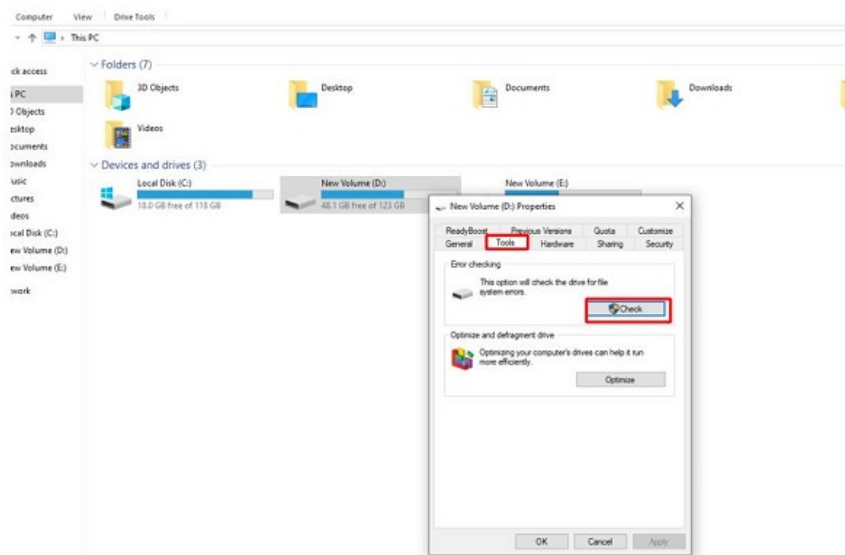 Computer View Drive Tools
This PC
ck access
PC
Objects
esktop
ocuments
ownloads
usic
ctures
deos
ocal Disk (C:)
ew Volume (D:)
ew Volume (E:)
work
Folders (7)
3D Objects
Desktop
Documents
Downloads
Videos
Devices and drives (3)
Local Disk (C:)
18.0 GB free of 118 GB
New Volume (D:)
48.1 GB free of 123 GB
New Volume (E:)
New Volume (D:) Properties
ReadyBoost Previous Versions Quota Customize
General Tools Hardware Sharing Security
Error checking
This option will check the drive for file
system errors.
Check
Optimize and defragment drive
Optimizing your computer's drives can help it run
more efficiently.
Optimize
OK Cancel Apply